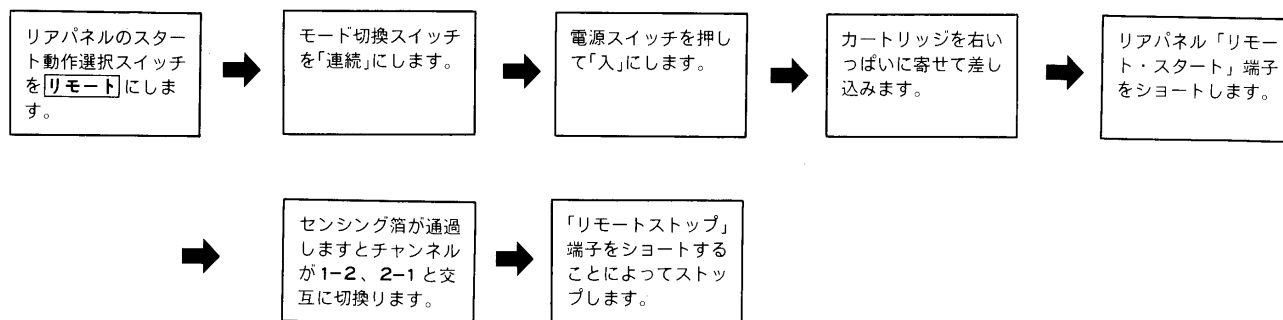 リアパネルのスター
ト動作選択スイッチ
をリモートにしま
す。
モード切換スイッチ
を「連続」にします。
電源スイッチを押し
て「入」にします。
カートリッジを右い
っぱいに寄せて差し
込みます。
リアパネル「リモー
ト・スタート」端子
をショートします。
センシング箔が通過
しますとチャンネル
が1-2、2-1と交
互に切換ります。
「リモートストップ」
端子をショートする
ことによってストッ
プします。